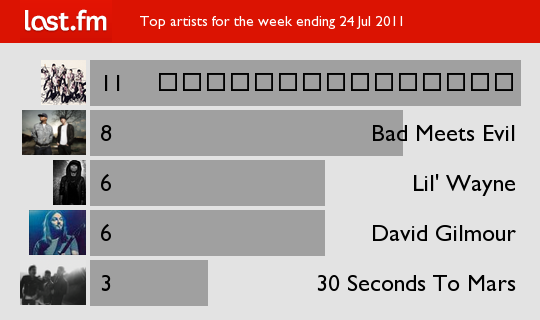 last.fm
Top artists for the week ending 24 Jul 2011
11 □□□□□□□□□□□□□□□
8 Bad Meets Evil
6 Lil' Wayne
6 David Gilmour
3 30 Seconds To Mars